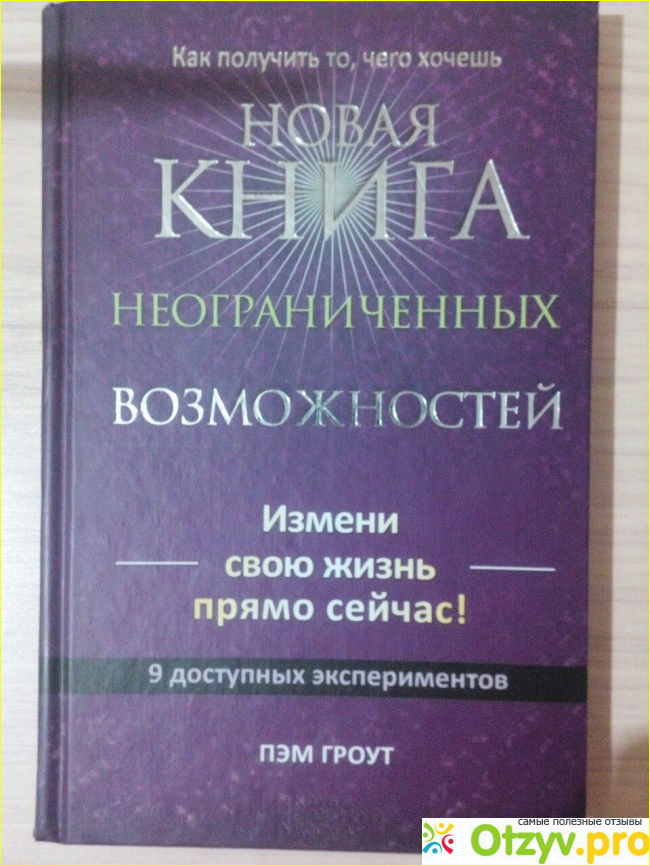 Как получить то, чего хочешь
НОВАЯ
КНИГА
НЕОГРАНИЧЕННЫХ
ВОЗМОЖНОСТЕЙ
Измени
свою жизнь
прямо сейчас!
9 доступных экспериментов
ПЭМ ГРОУТ
самые полезные отзывы
Otzyv.pro